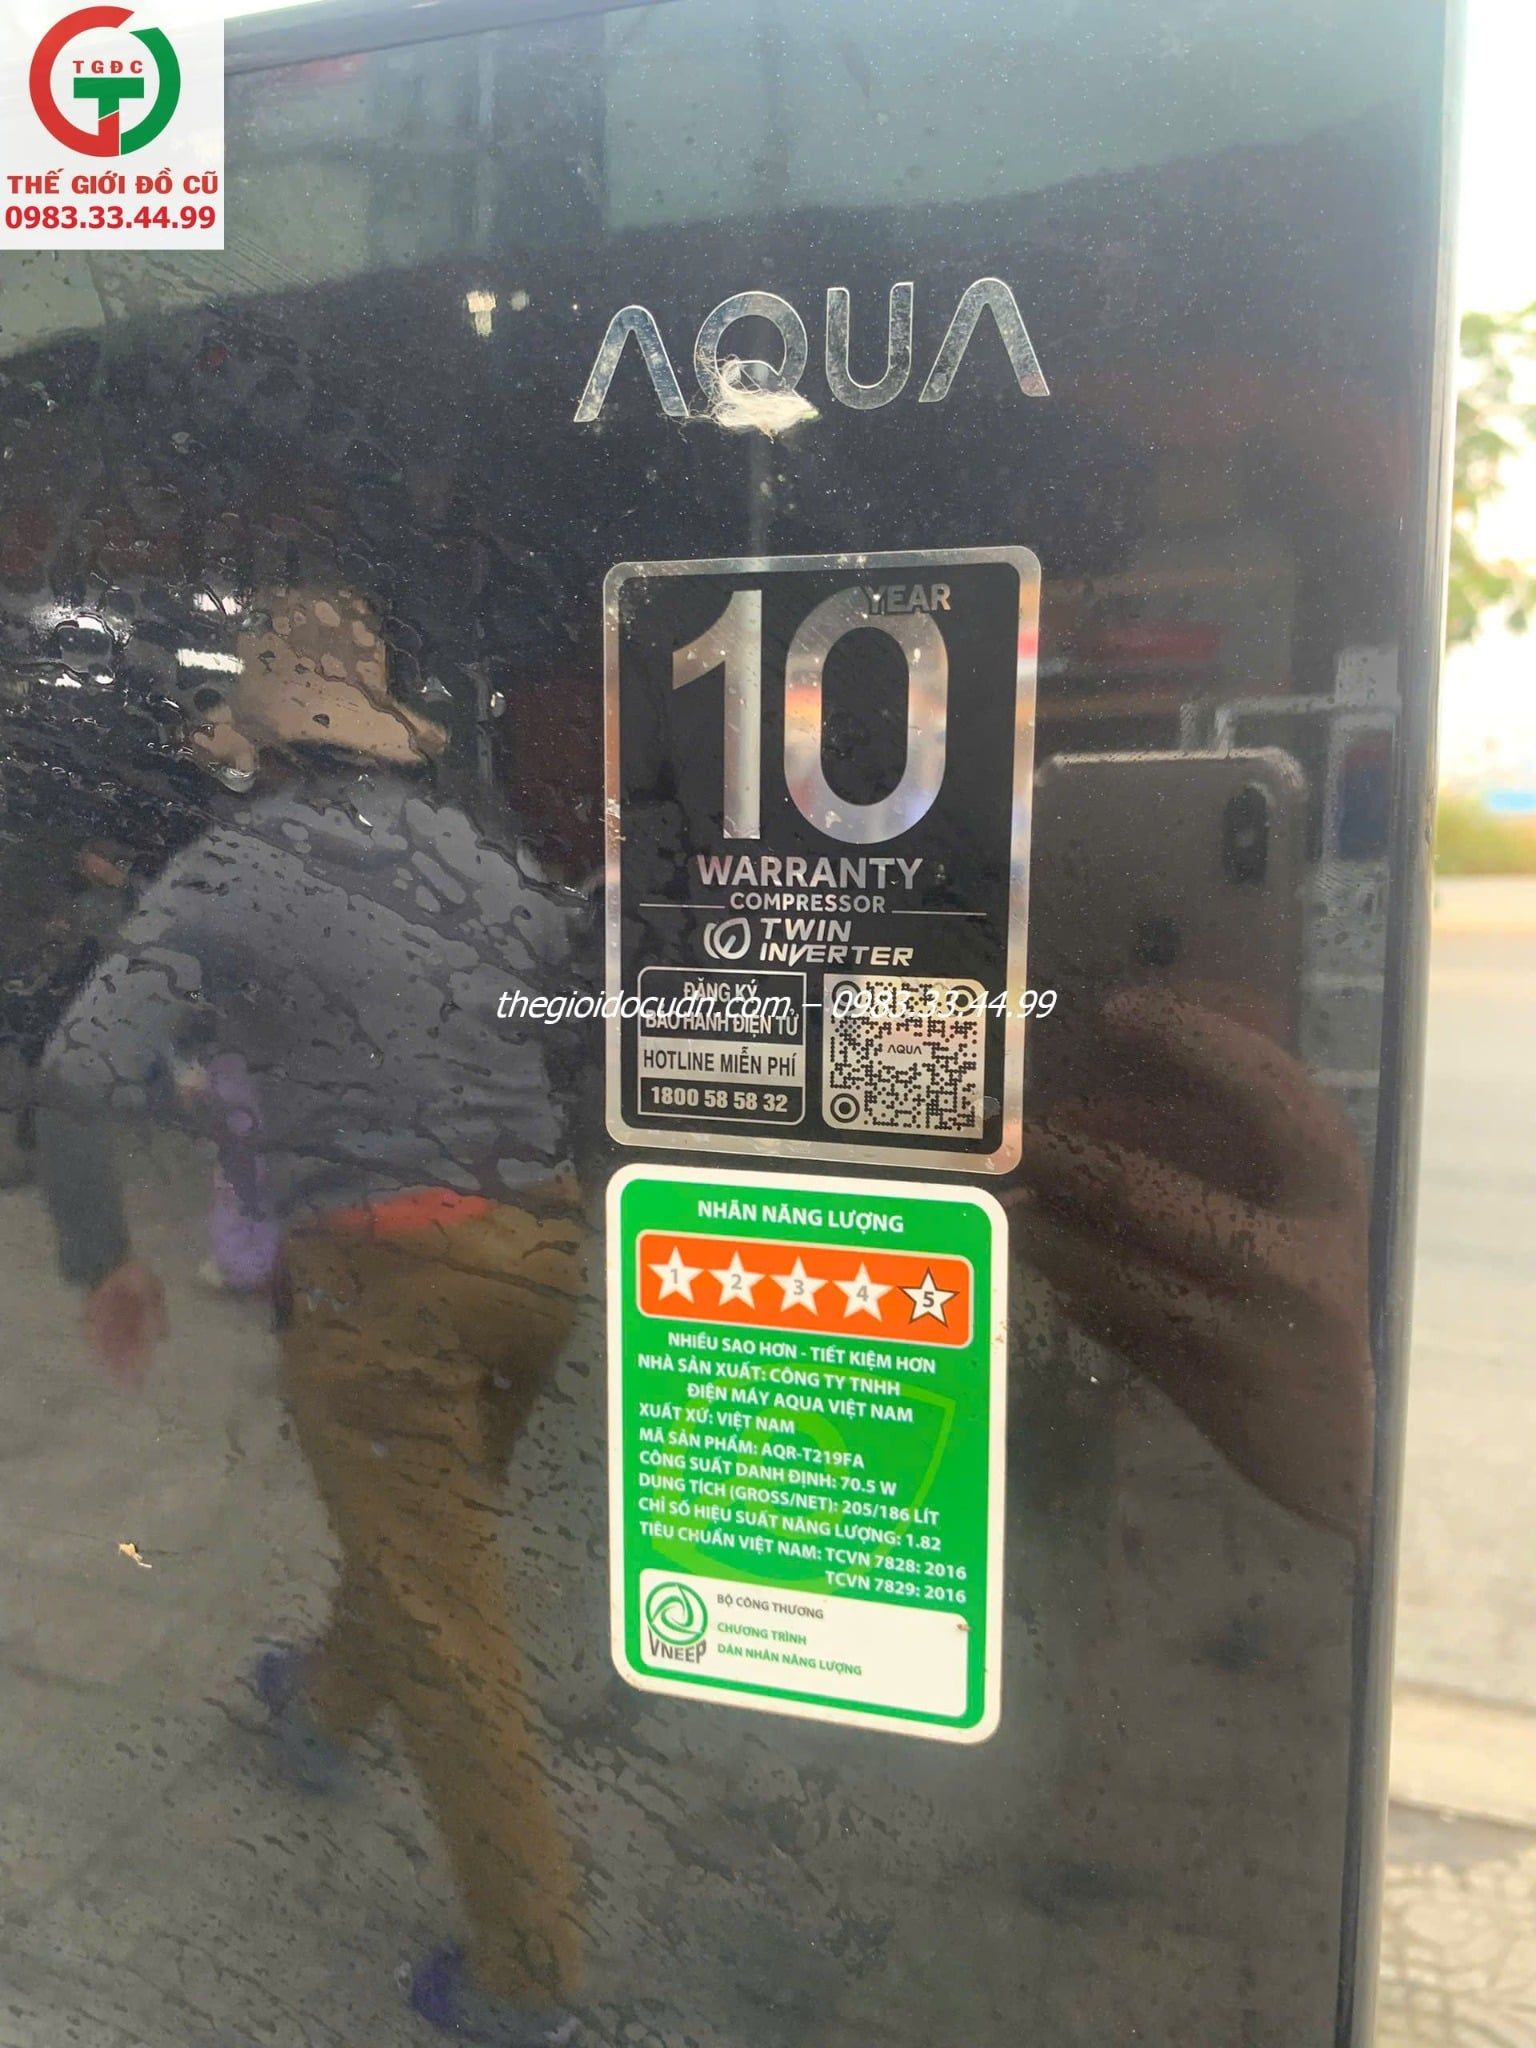 TGĐC
THẾ GIỚI ĐỒ CŨ
0983.33.44.99
AQUA
10 YEAR
WARRANTY
COMPRESSOR
TWIN
INVERTER
ĐĂNG KÝ
thegioidocudn.com – 0983.33.44.99
BẢO HÀNH ĐIỆN TỬ
HOTLINE MIỄN PHÍ
1800 58 58 32
AQUA
NHÃN NĂNG LƯỢNG
1 2 3 4 5
NHIỀU SAO HƠN - TIẾT KIỆM HƠN
NHÀ SẢN XUẤT: CÔNG TY TNHH
ĐIỆN MÁY AQUA VIỆT NAM
XUẤT XỨ: VIỆT NAM
MÃ SẢN PHẨM: AQR-T219FA
CÔNG SUẤT DANH ĐỊNH: 70.5 W
DUNG TÍCH (GROSS/NET): 205/186 LÍT
CHỈ SỐ HIỆU SUẤT NĂNG LƯỢNG: 1.82
TIÊU CHUẨN VIỆT NAM: TCVN 7828: 2016
TCVN 7829: 2016
BỘ CÔNG THƯƠNG
CHƯƠNG TRÌNH
DÁN NHÃN NĂNG LƯỢNG
VNEEP